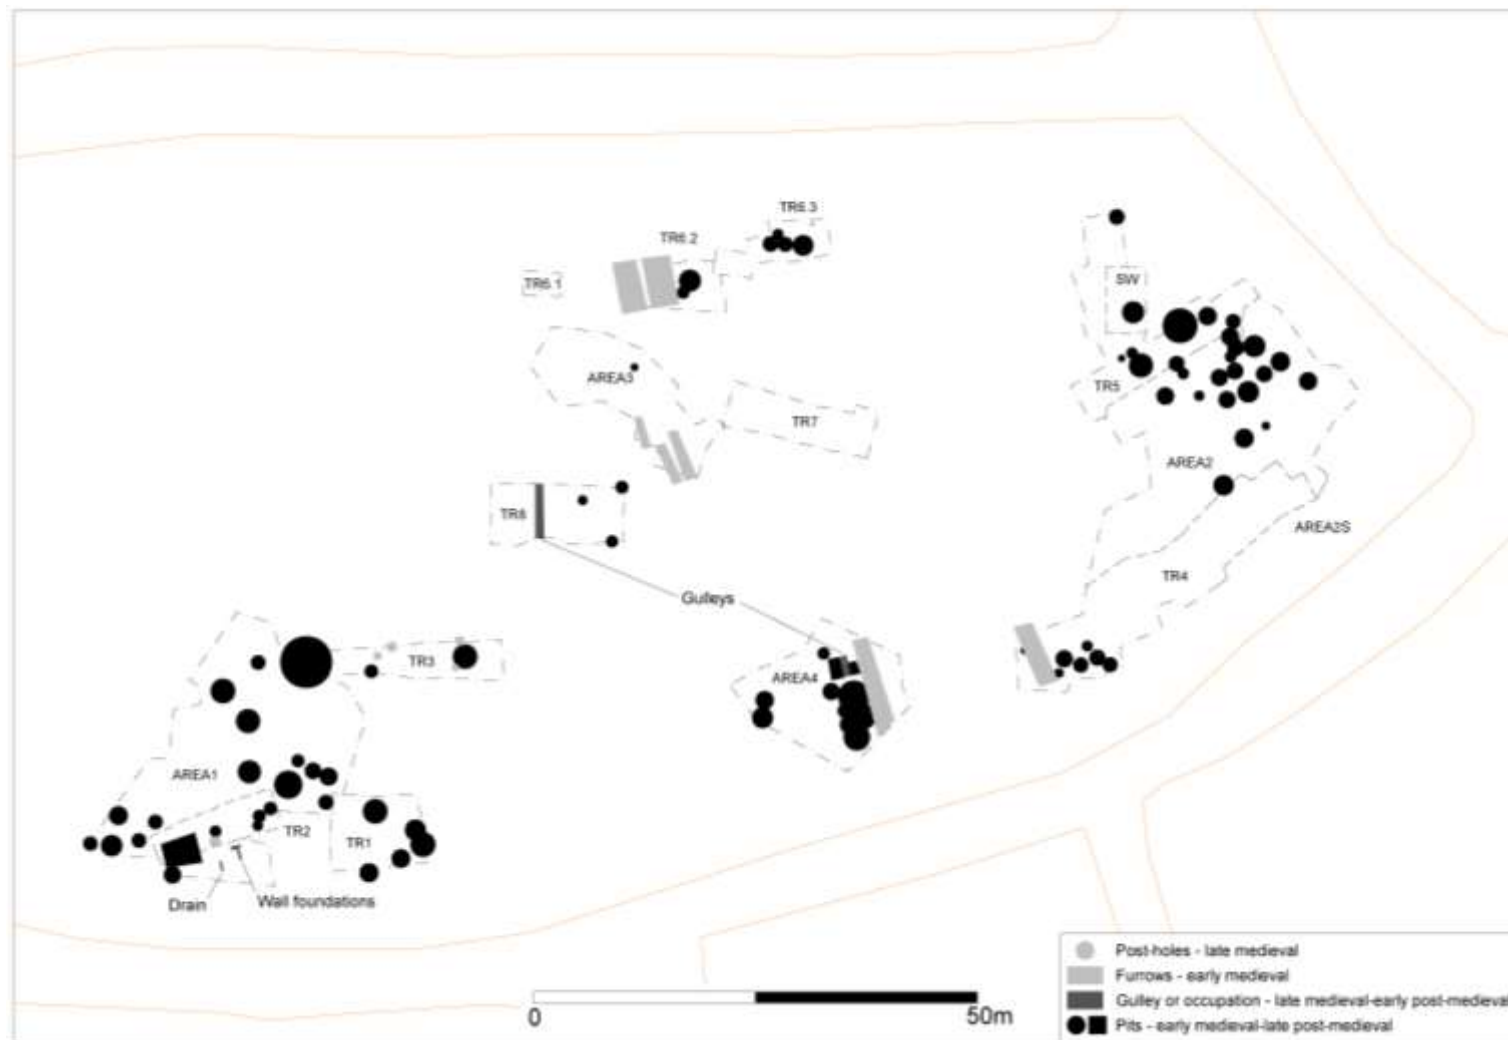 TR6.3
TR6.2
TR6.1
SW
AREA3
TR5
TR7
AREA2
TR8
AREA2S
TR4
Gulleys
TR3
AREA4
AREA1
TR2
TR1
Drain
Wall foundations
0
50m
Post-holes - late medieval
Furrows - early medieval
Gulley or occupation - late medieval-early post-medieval
Pits - early medieval-late post-medieval